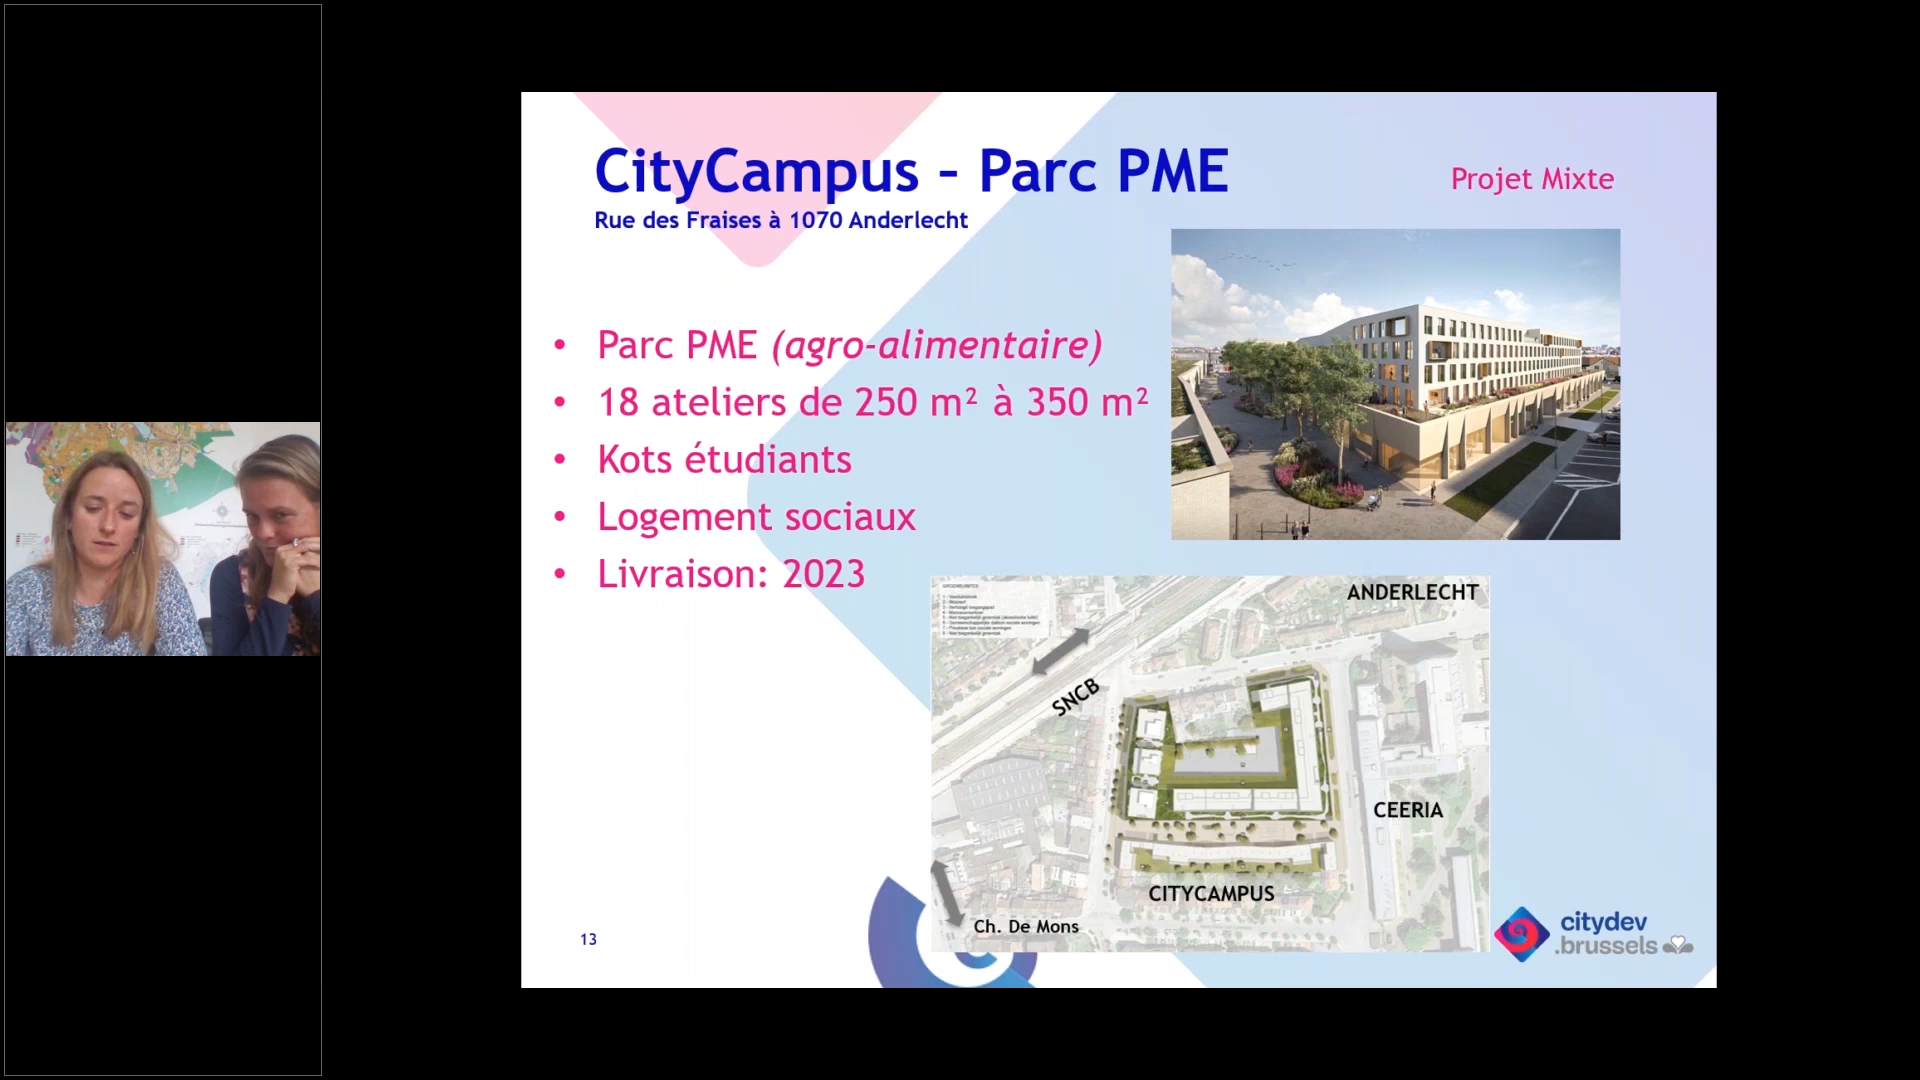 CityCampus – Parc PME
Projet Mixte
Rue des Fraises à 1070 Anderlecht
• Parc PME (agro-alimentaire)
• 18 ateliers de 250 m² à 350 m²
• Kots étudiants
• Logement sociaux
• Livraison: 2023
ANDERLECHT
SNCB
CEERIA
CITYCAMPUS
Ch. De Mons
13
citydev
.brussels